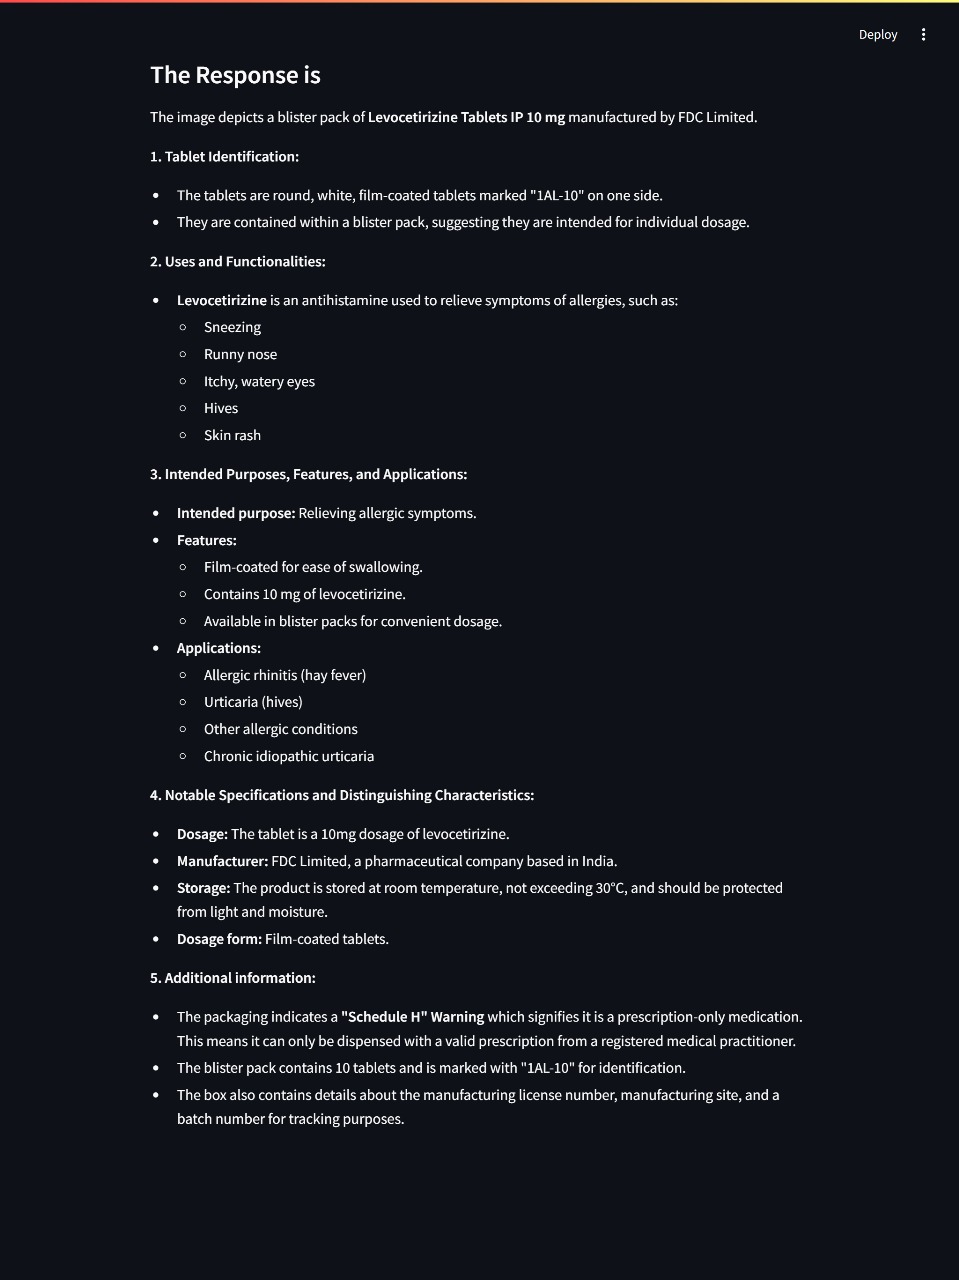 Deploy
The Response is
The image depicts a blister pack of Levocetirizine Tablets IP 10 mg manufactured by FDC Limited.
1. Tablet Identification:
The tablets are round, white, film-coated tablets marked "1AL-10" on one side.
They are contained within a blister pack, suggesting they are intended for individual dosage.
2. Uses and Functionalities:
Levocetirizine is an antihistamine used to relieve symptoms of allergies, such as:
Sneezing
Runny nose
Itchy, watery eyes
Hives
Skin rash
3. Intended Purposes, Features, and Applications:
Intended purpose: Relieving allergic symptoms.
Features:
Film-coated for ease of swallowing.
Contains 10 mg of levocetirizine.
Available in blister packs for convenient dosage.
Applications:
Allergic rhinitis (hay fever)
Urticaria (hives)
Other allergic conditions
Chronic idiopathic urticaria
4. Notable Specifications and Distinguishing Characteristics:
Dosage: The tablet is a 10mg dosage of levocetirizine.
Manufacturer: FDC Limited, a pharmaceutical company based in India.
Storage: The product is stored at room temperature, not exceeding 30°C, and should be protected
from light and moisture.
Dosage form: Film-coated tablets.
5. Additional information:
The packaging indicates a "Schedule H" Warning which signifies it is a prescription-only medication.
This means it can only be dispensed with a valid prescription from a registered medical practitioner.
The blister pack contains 10 tablets and is marked with "1AL-10" for identification.
The box also contains details about the manufacturing license number, manufacturing site, and a
batch number for tracking purposes.